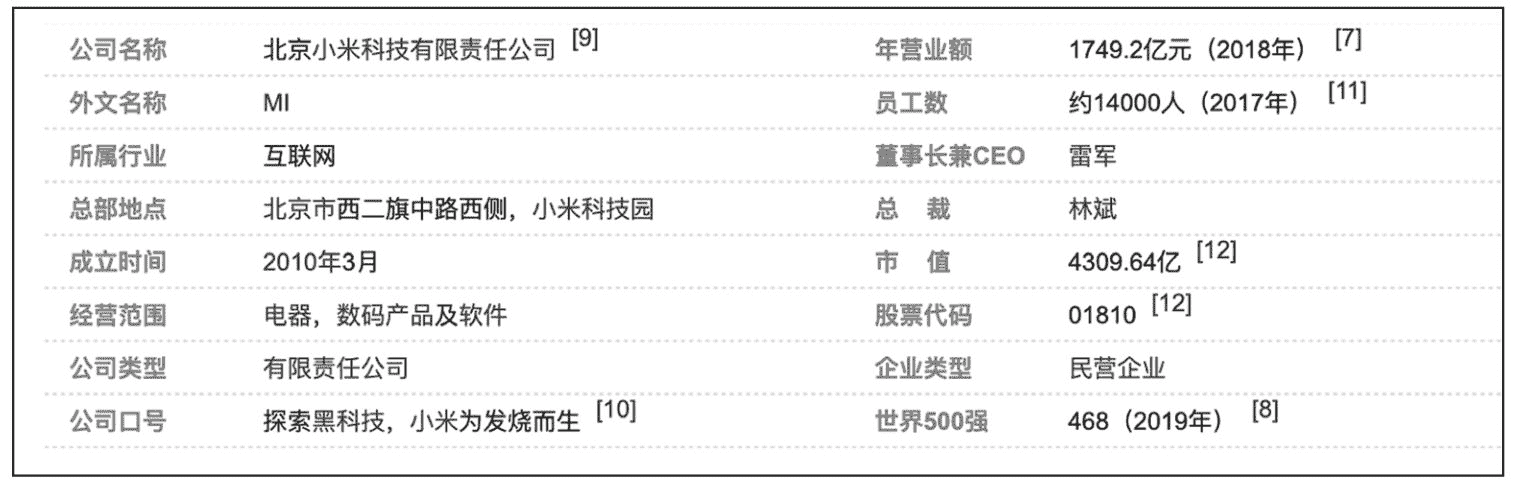 公司名称 北京小米科技有限责任公司 [9] 年营业额 1749.2亿元（2018年） [7]
外文名称 MI 员工数 约14000人（2017年） [11]
所属行业 互联网 董事长兼CEO 雷军
总部地点 北京市西二旗中路西侧，小米科技园 总 裁 林斌
成立时间 2010年3月 市 值 4309.64亿 [12]
经营范围 电器，数码产品及软件 股票代码 01810 [12]
公司类型 有限责任公司 企业类型 民营企业
公司口号 探索黑科技，小米为发烧而生 [10] 世界500强 468（2019年） [8]